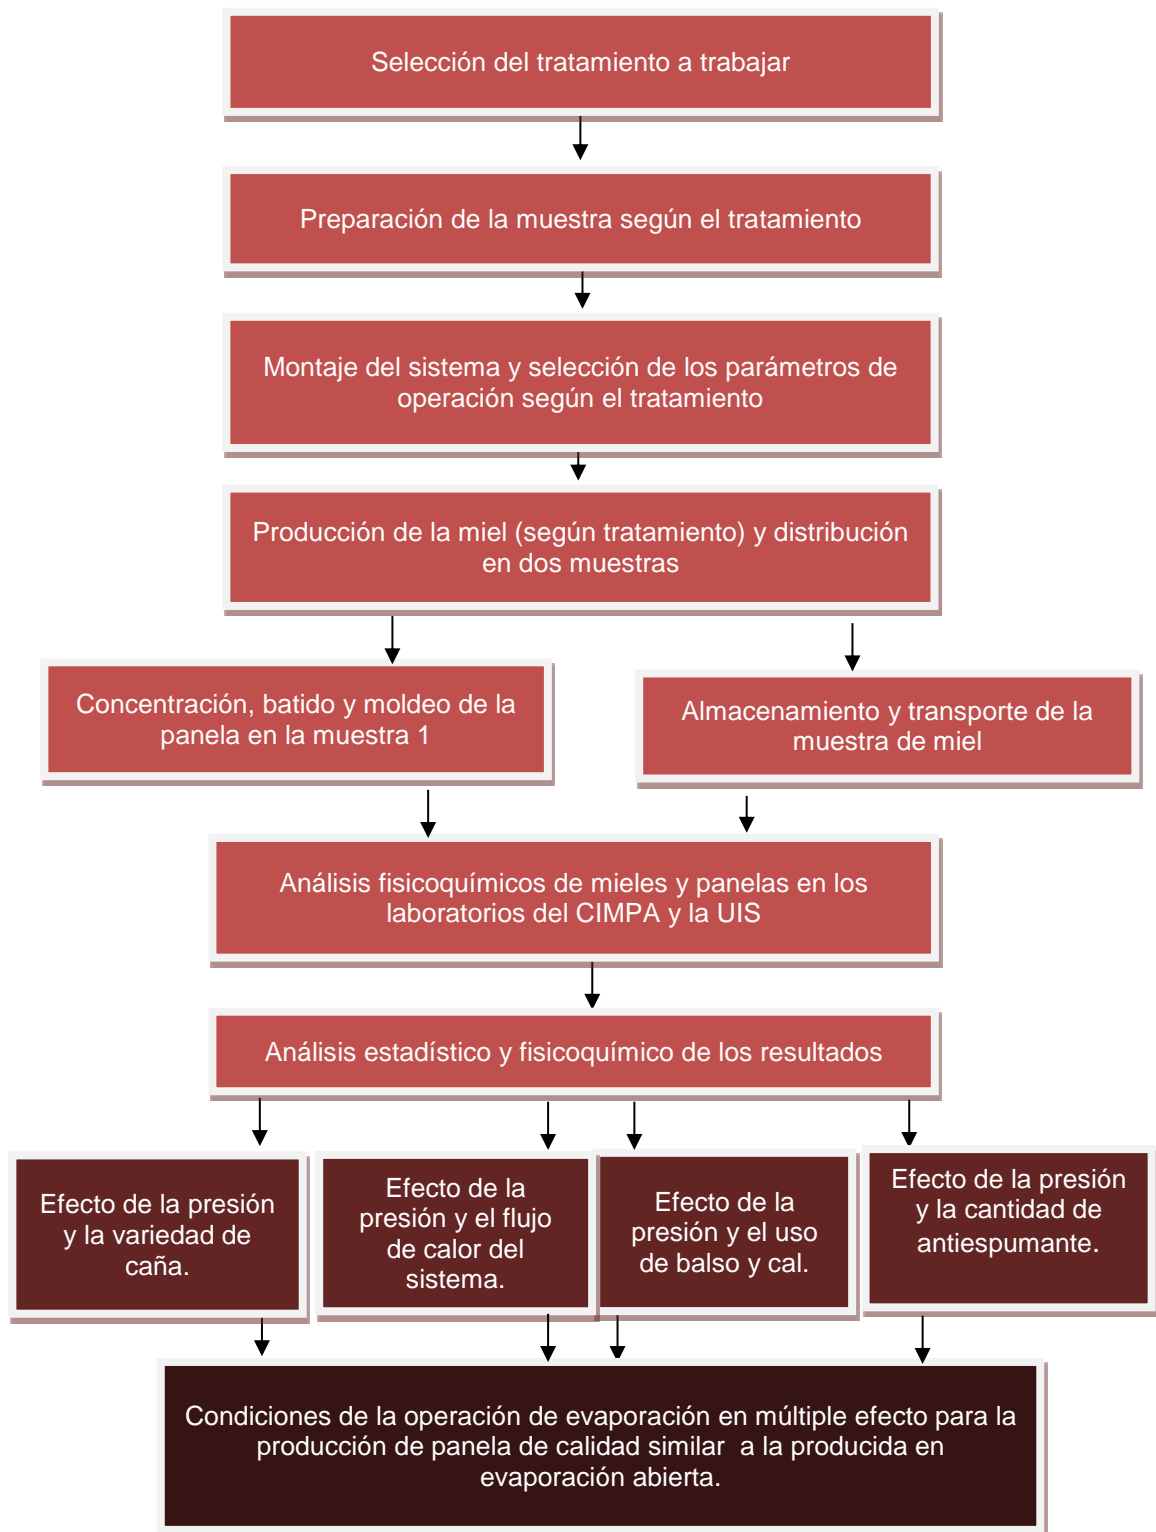 Selección del tratamiento a trabajar
Preparación de la muestra según el tratamiento
Montaje del sistema y selección de los parámetros de
operación según el tratamiento
Producción de la miel (según tratamiento) y distribución
en dos muestras
Concentración, batido y moldeo de la
panela en la muestra 1
Almacenamiento y transporte de la
muestra de miel
Análisis fisicoquímicos de mieles y panelas en los
laboratorios del CIMPA y la UIS
Análisis estadístico y fisicoquímico de los resultados
Efecto de la presión
y la variedad de
caña.
Efecto de la
presión y el flujo
de calor del
sistema.
Efecto de la
presión y el uso
de balso y cal.
Efecto de la presión
y la cantidad de
antiespumante.
Condiciones de la operación de evaporación en múltiple efecto para la
producción de panela de calidad similar  a la producida en
evaporación abierta.